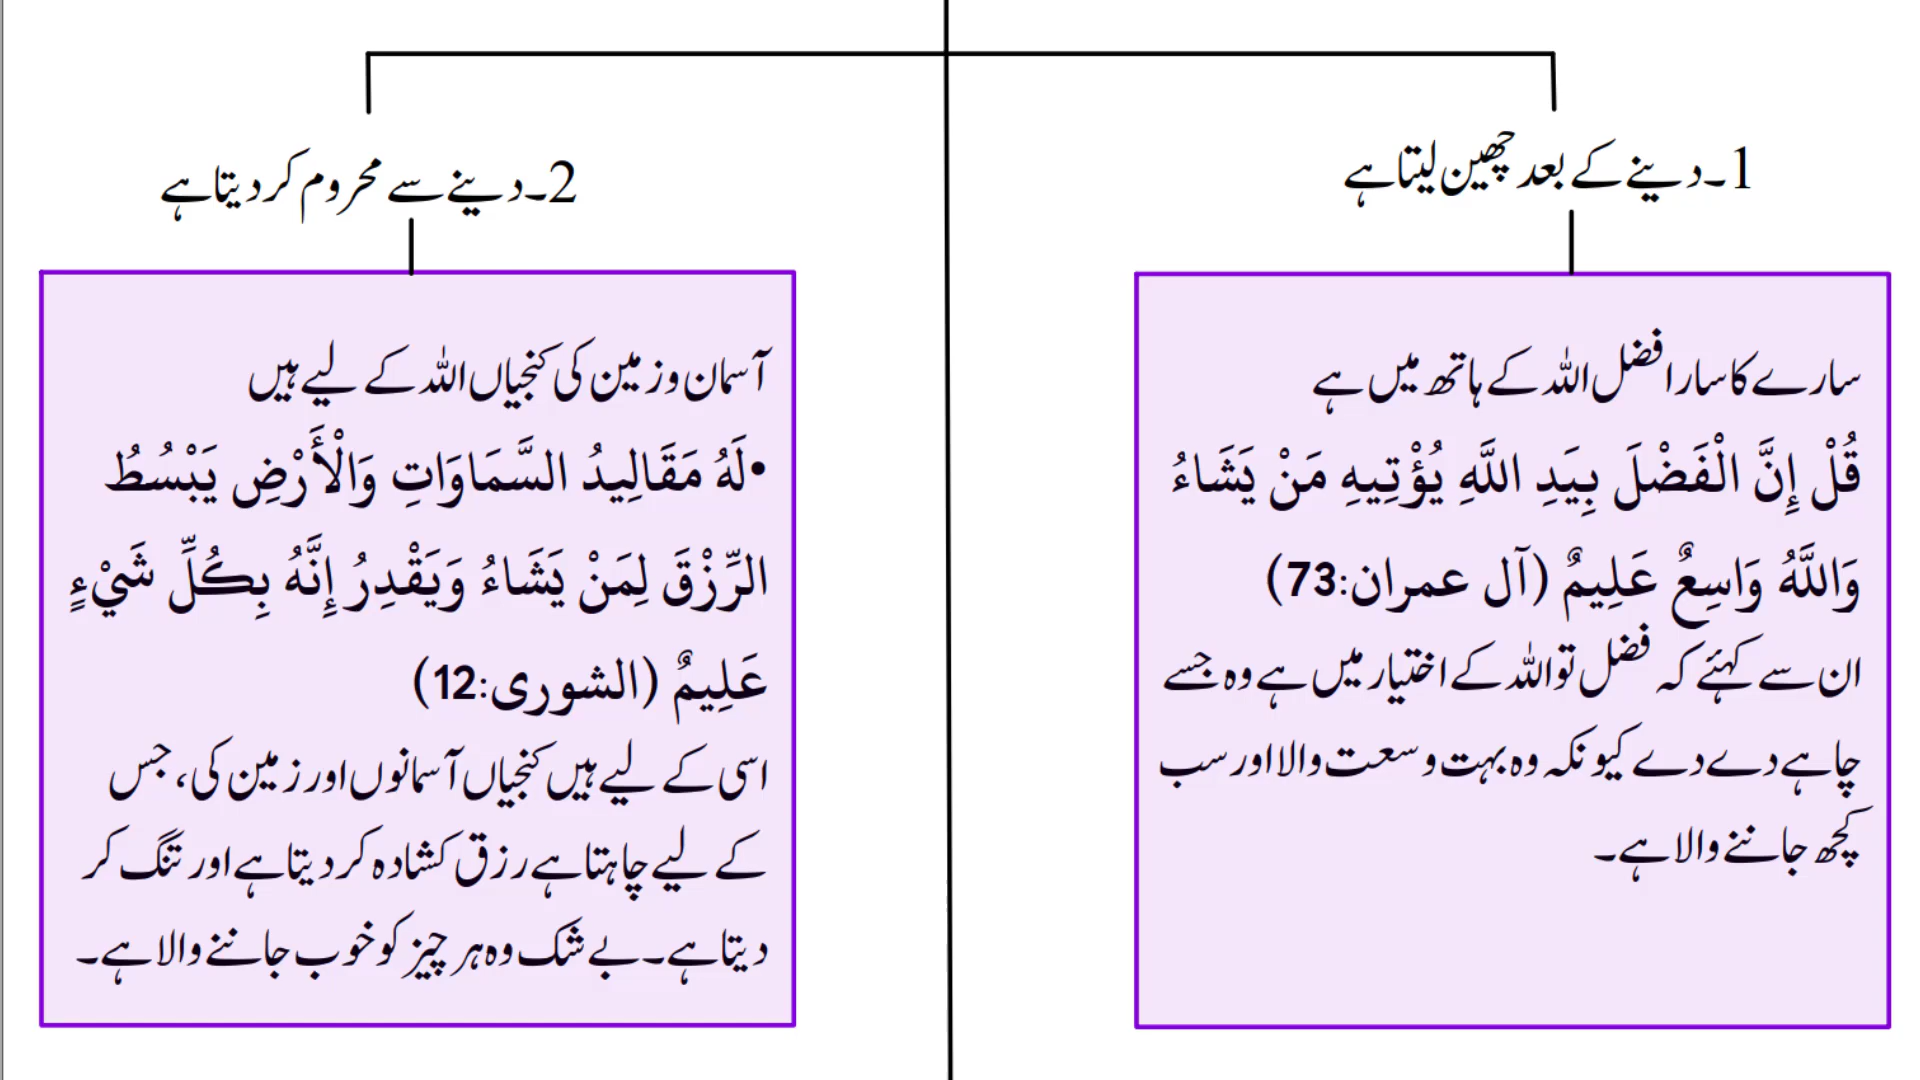 1۔دینے کے بعد چھین لیتا ہے
سارے کا سارا فضل اللہ کے ہاتھ میں ہے
قُلْ إِنَّ الْفَضْلَ بِيَدِ اللَّهِ يُؤْتِيهِ مَنْ يَشَاءُ
وَاللَّهُ وَاسِعٌ عَلِيمٌ (آل عمران:73)
ان سے کہئے کہ فضل تو اللہ کے اختیار میں ہے وہ جسے
چاہے دے دے کیونکہ وہ بہت وسعت والا اور سب
کچھ جاننے والا ہے۔
2۔دینے سے محروم کر دیتا ہے
آسمان و زمین کی کنجیاں اللہ کے لیے ہیں
•لَهُ مَقَالِيدُ السَّمَاوَاتِ وَالْأَرْضِ يَبْسُطُ
الرِّزْقَ لِمَنْ يَشَاءُ وَيَقْدِرُ إِنَّهُ بِكُلِّ شَيْءٍ
عَلِيمٌ (الشورى:12)
اسی کے لیے ہیں کنجیاں آسمانوں اور زمین کی، جس
کے لیے چاہتا ہے رزق کشادہ کر دیتا ہے اور تنگ کر
دیتا ہے۔ بے شک وہ ہر چیز کو خوب جاننے والا ہے۔